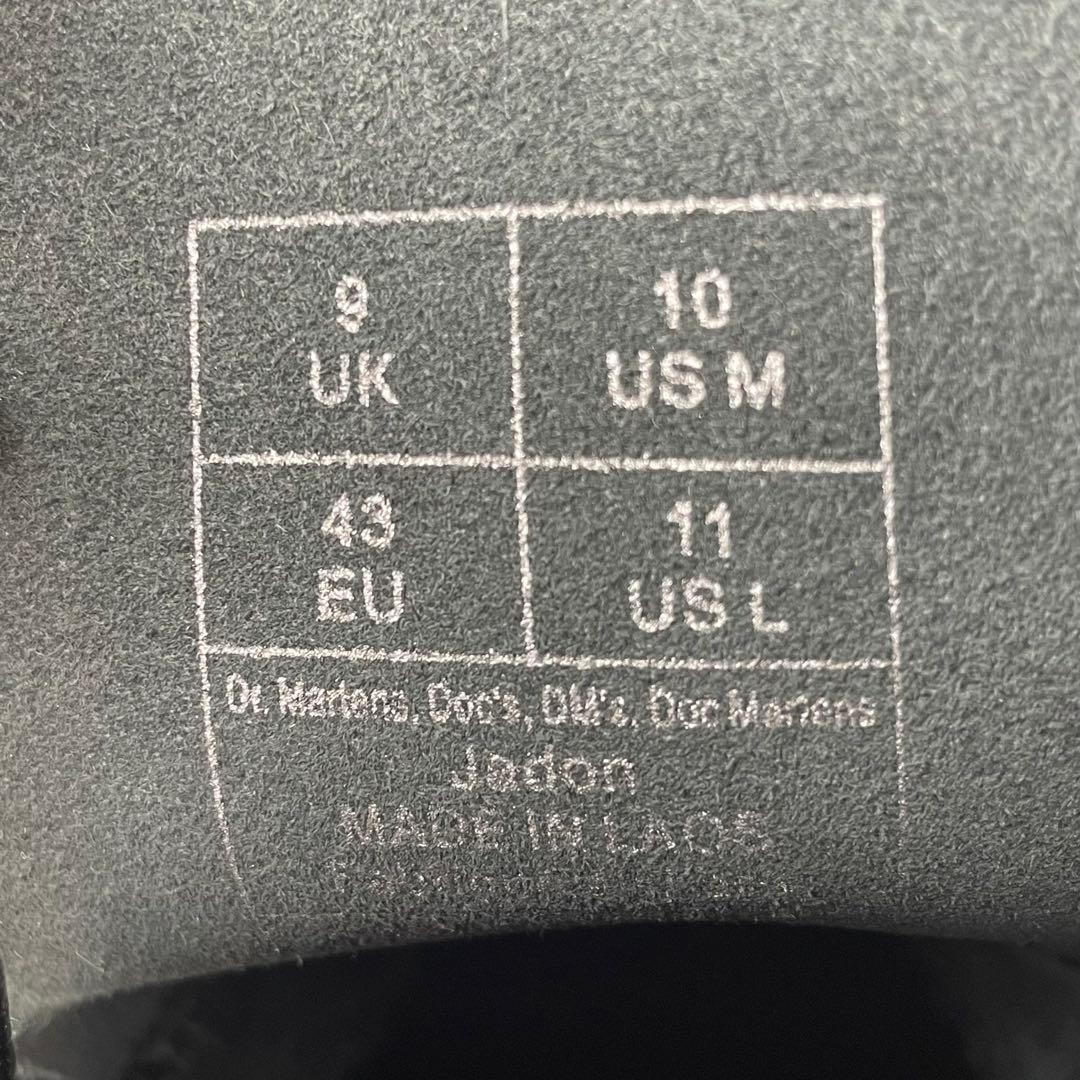 9
UK
10
US M
43
EU
11
US L
Dr. Martens, Doc's, DM's, Doc Martens
Jadon
MADE IN LAOS